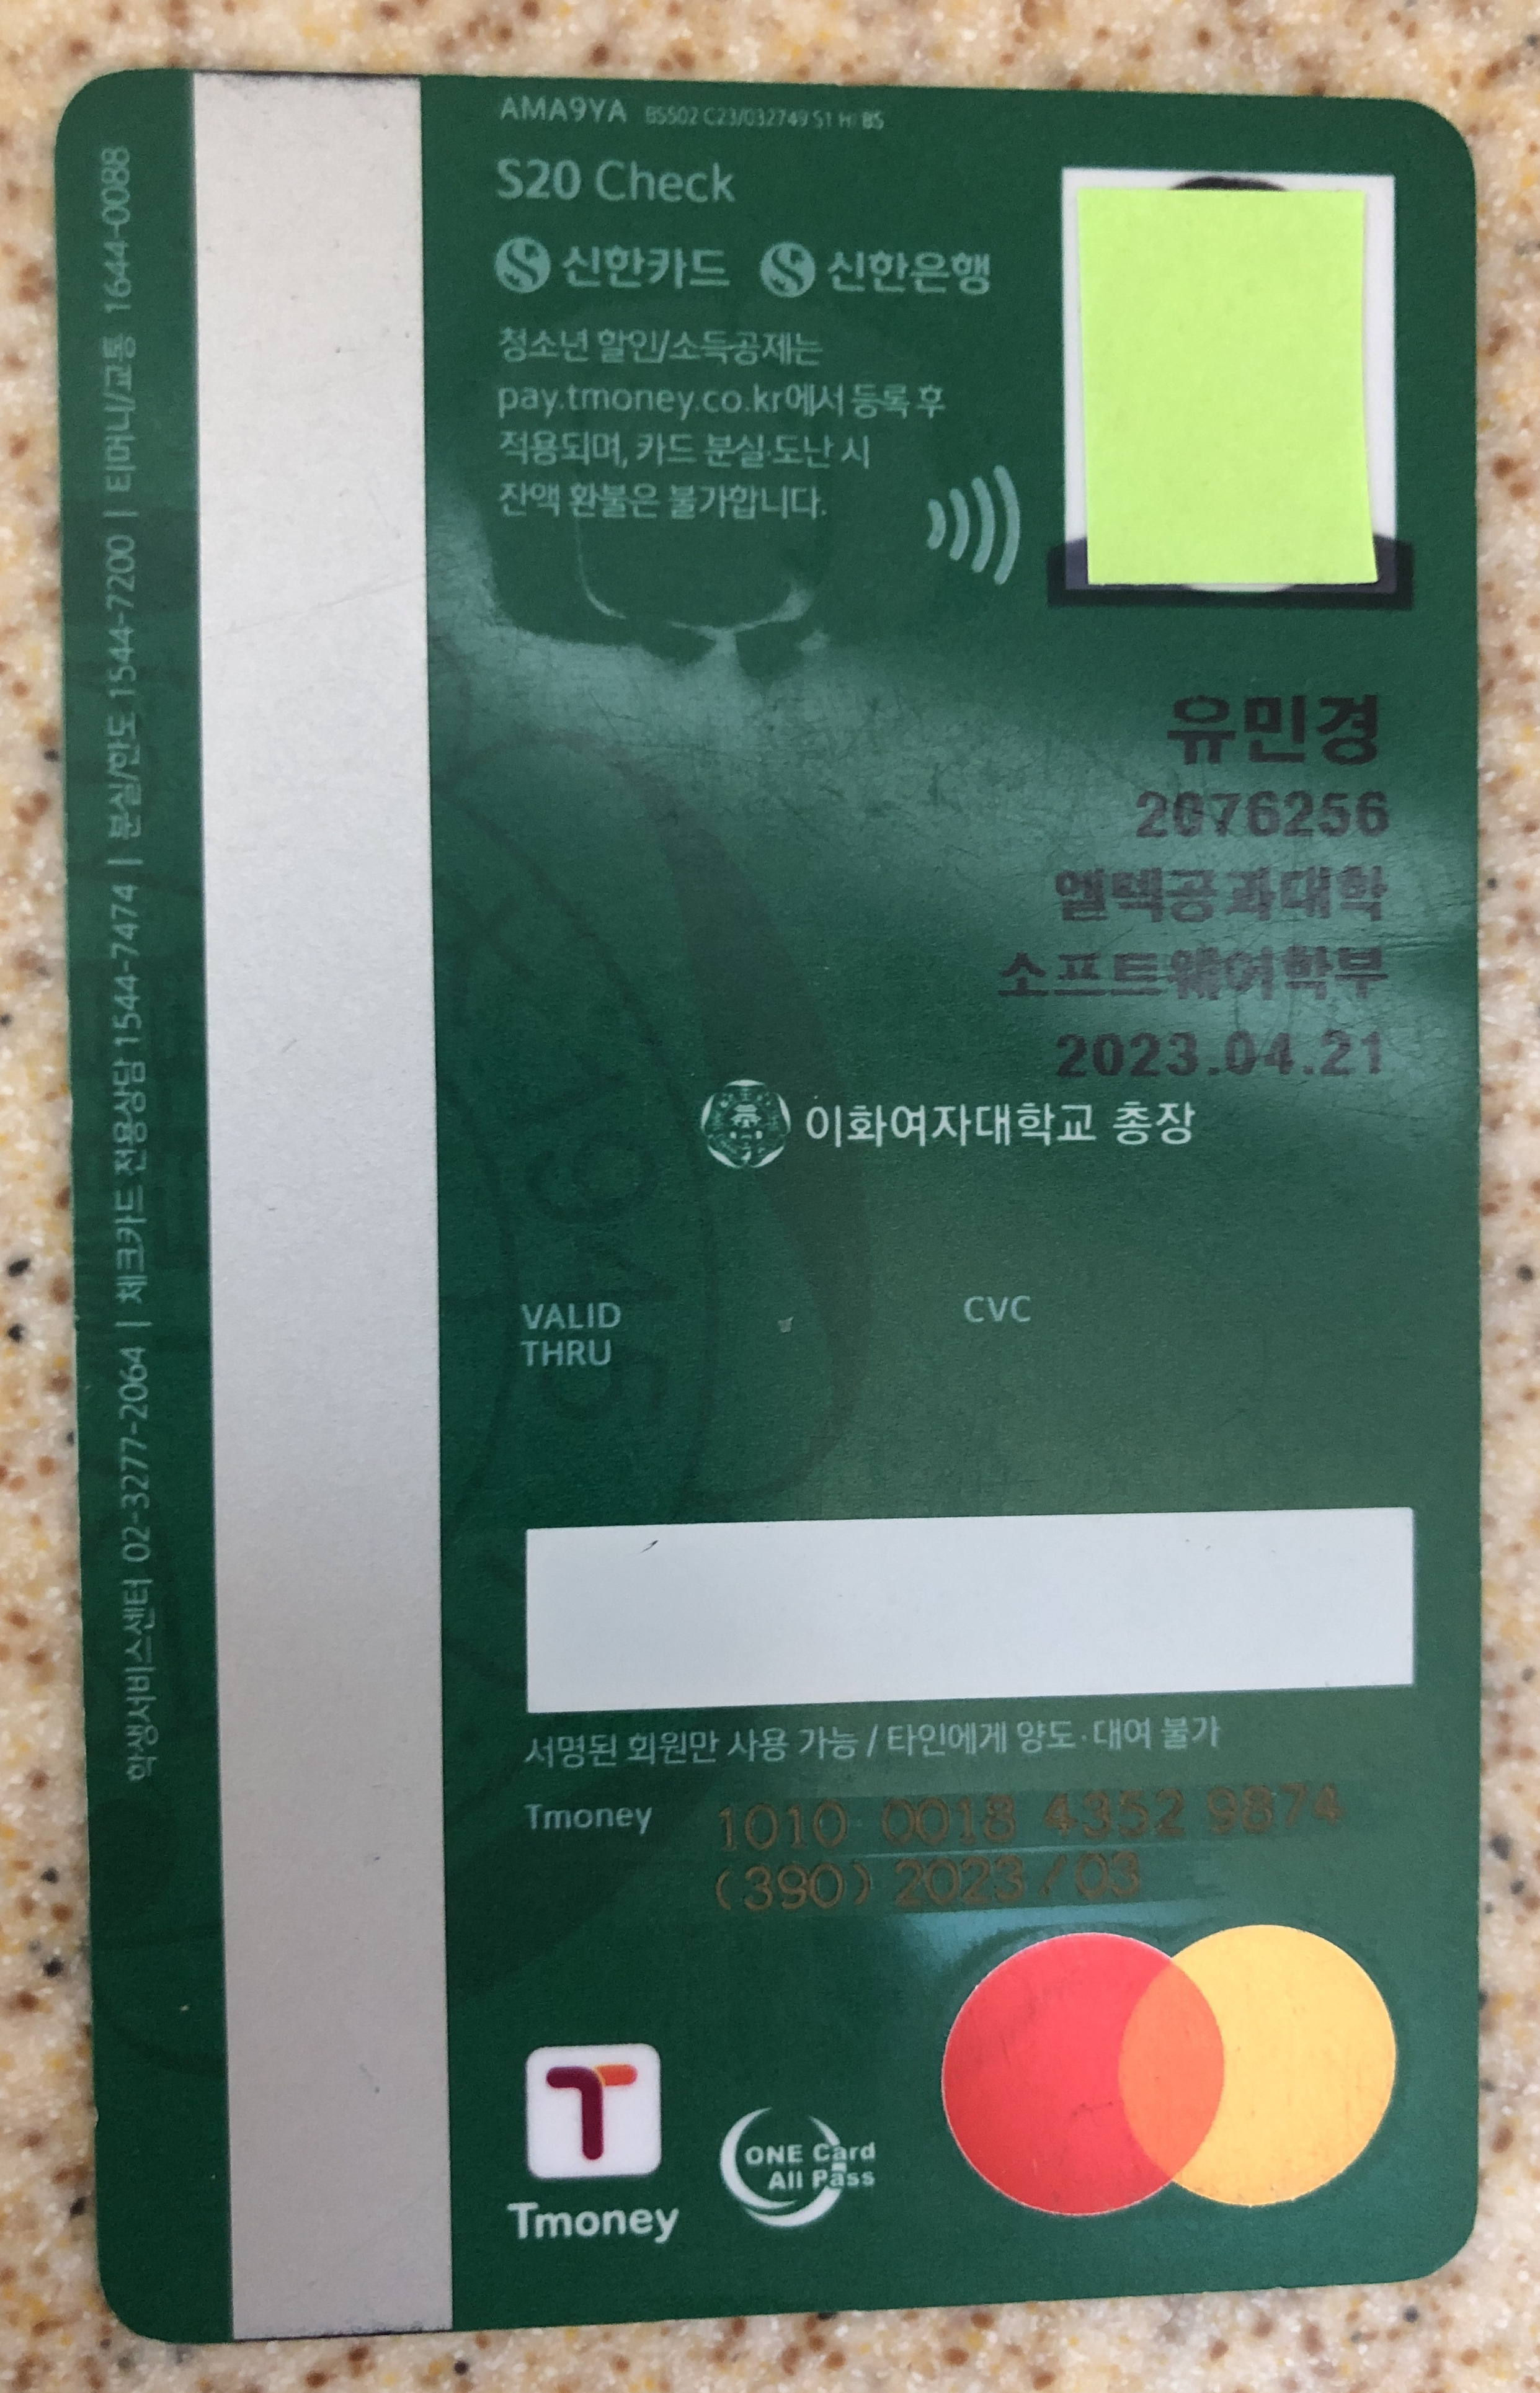 AMA9YA BS502 C23/032749 S1 Hi BS
S20 Check
신한카드 신한은행
청소년 할인/소득공제는
pay.tmoney.co.kr에서 등록 후
적용되며, 카드 분실·도난 시
잔액 환불은 불가합니다.
유민경
2076256
엘텍공과대학
소프트웨어학부
2023.04.21
이화여자대학교 총장
VALID
THRU
CVC
서명된 회원만 사용 가능 / 타인에게 양도·대여 불가
Tmoney 1010 0018 4352 9874
(390) 2023/03
Tmoney
ONE Card
All Pass
학생서비스센터 02-3277-2064 | 체크카드 전용상담 1544-7474 | 분실/한도 1544-7200 | 티머니/교통 1644-0088